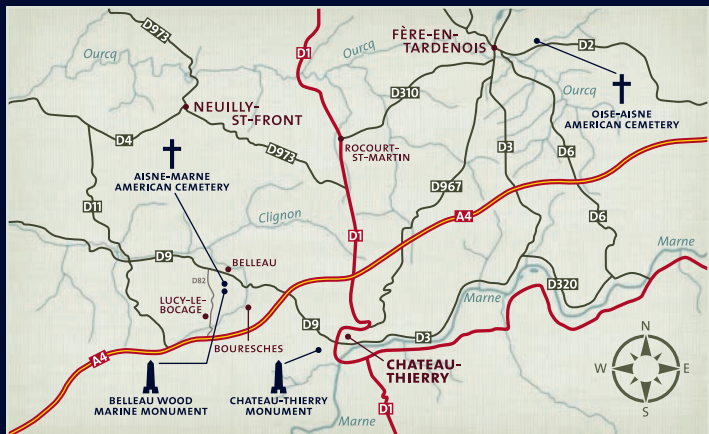 D973
Ourcq
D1
Ourcq
FÈRE-EN-
TARDENOIS
D2
D310
Ourcq
OISE-AISNE
AMERICAN CEMETERY
NEUILLY-
ST-FRONT
D4
D973
ROCOURT-
ST-MARTIN
D3
D6
AISNE-MARNE
AMERICAN CEMETERY
D967
D11
Clignon
A4
D6
D1
D9
BELLEAU
D82
Marne
LUCY-LE-
BOCAGE
Marne
D320
D9
D3
BOURESCHES
A4
CHATEAU-
THIERRY
BELLEAU WOOD
MARINE MONUMENT
CHATEAU-THIERRY
MONUMENT
Marne
D1
N
W E
S